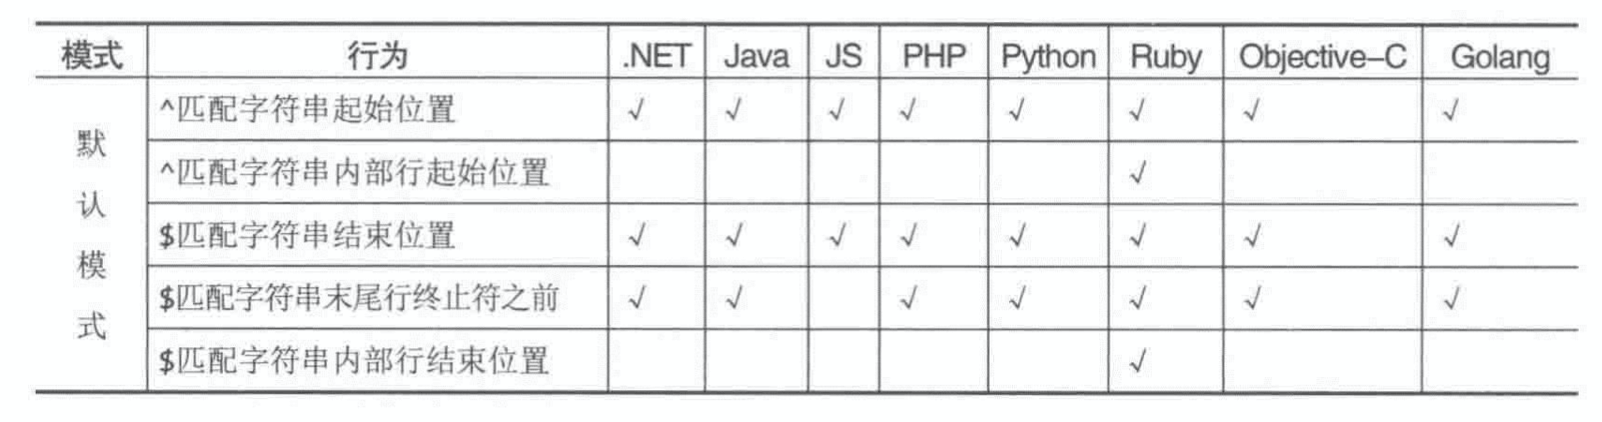 模式 行为 .NET Java JS PHP Python Ruby Objective–C Golang
默认模式
^匹配字符串起始位置 √ √ √ √ √ √ √ √
^匹配字符串内部行起始位置 √
$匹配字符串结束位置 √ √ √ √ √ √ √ √
$匹配字符串末尾行终止符之前 √ √ √ √ √ √ √
$匹配字符串内部行结束位置 √